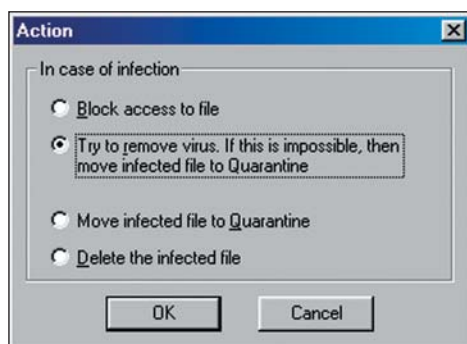 Action
In case of infection
Block access to file
Try to remove virus. If this is impossible, then
move infected file to Quarantine
Move infected file to Quarantine
Delete the infected file
OK
Cancel